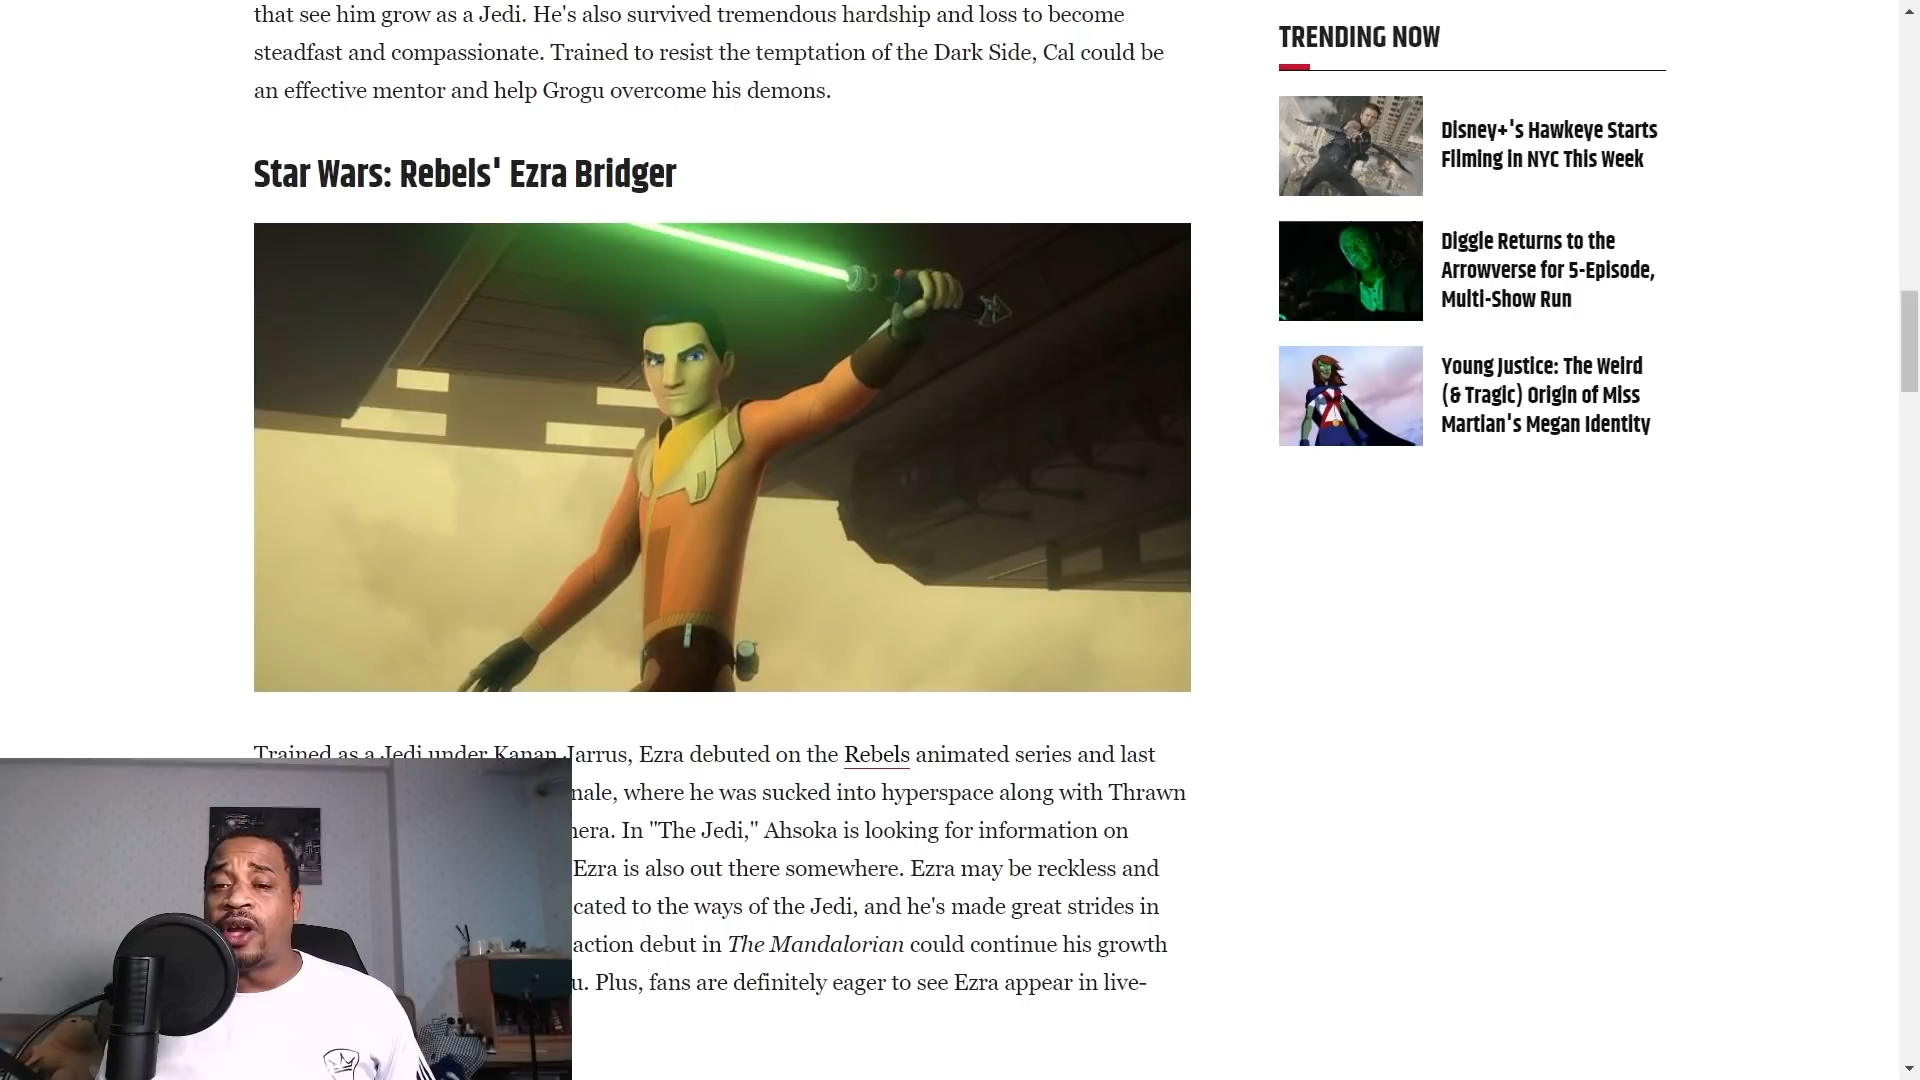 that see him grow as a Jedi. He's also survived tremendous hardship and loss to become
steadfast and compassionate. Trained to resist the temptation of the Dark Side, Cal could be
an effective mentor and help Grogu overcome his demons.
Star Wars: Rebels' Ezra Bridger
Trained as a Jedi under Kanan Jarrus, Ezra debuted on the Rebels animated series and last
nale, where he was sucked into hyperspace along with Thrawn
era. In "The Jedi," Ahsoka is looking for information on
Ezra is also out there somewhere. Ezra may be reckless and
cated to the ways of the Jedi, and he's made great strides in
action debut in The Mandalorian could continue his growth
u. Plus, fans are definitely eager to see Ezra appear in live-
TRENDING NOW
Disney+'s Hawkeye Starts
Filming in NYC This Week
Diggle Returns to the
Arrowverse for 5-Episode,
Multi-Show Run
Young Justice: The Weird
(& Tragic) Origin of Miss
Martian's Megan Identity